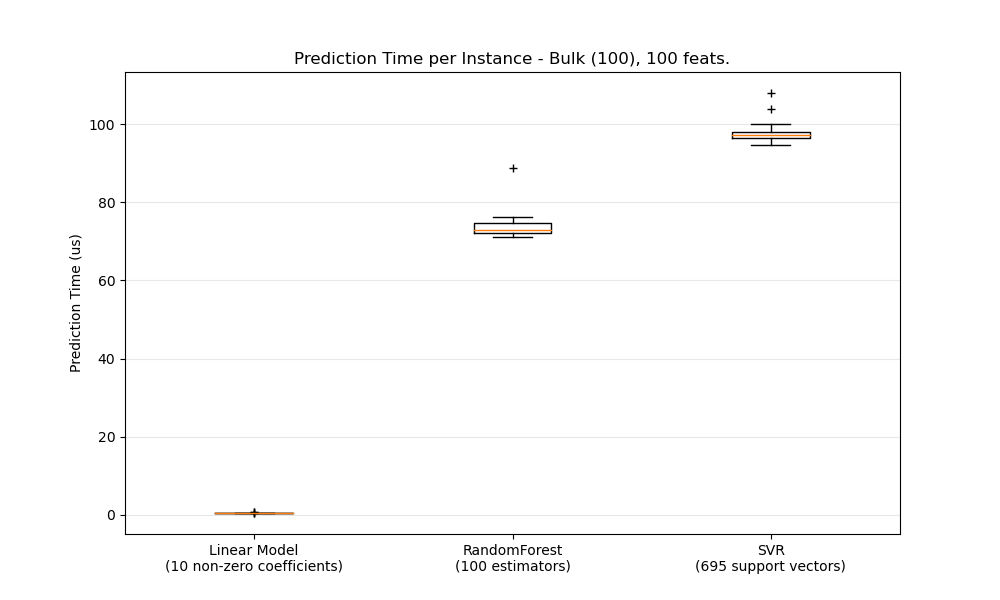 Prediction Time per Instance - Bulk (100), 100 feats.
Prediction Time (us)
100
80
60
40
20
0
Linear Model
(10 non-zero coefficients)
RandomForest
(100 estimators)
SVR
(695 support vectors)